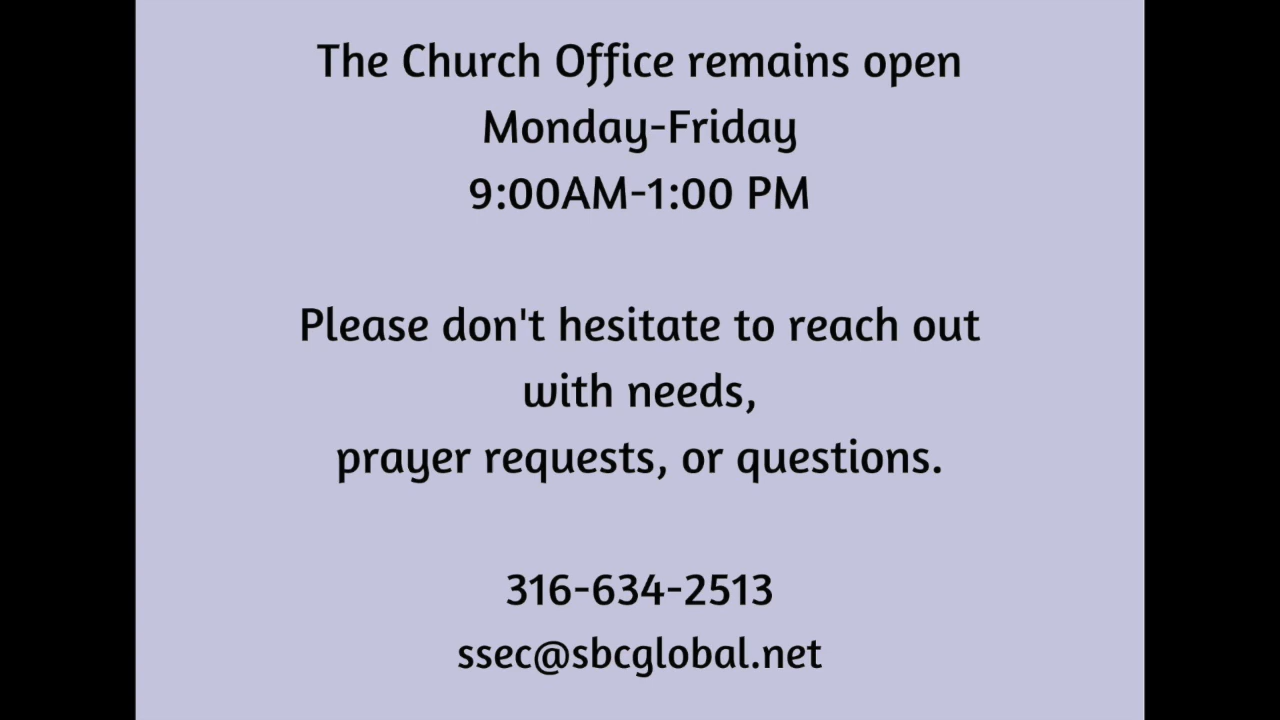 The Church Office remains open
Monday-Friday
9:00AM-1:00 PM
Please don't hesitate to reach out
with needs,
prayer requests, or questions.
316-634-2513
ssec@sbcglobal.net